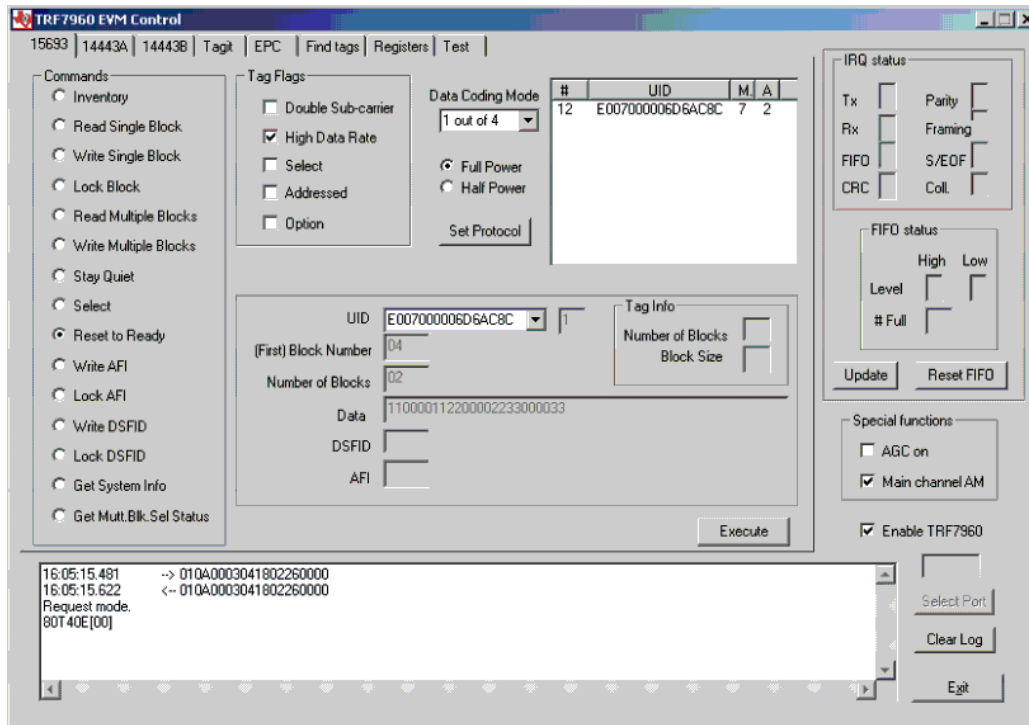 TRF7960 EVM Control
15693 14443A 14443B Tagit EPC Find tags Registers Test
Commands
Inventory
Read Single Block
Write Single Block
Lock Block
Read Multiple Blocks
Write Multiple Blocks
Stay Quiet
Select
Reset to Ready
Write AFI
Lock AFI
Write DSFID
Lock DSFID
Get System Info
Get Mutt.Blk.Sel Status
Tag Flags
Double Sub-carrier
High Data Rate
Select
Addressed
Option
Data Coding Mode
1 out of 4
Full Power
Half Power
Set Protocol
# UID M. A
12 E007000006D6AC8C 7 2
UID E007000006D6AC8C 1
(First) Block Number 04
Number of Blocks 02
Data 110000112200002233000033
DSFID
AFI
Tag Info
Number of Blocks
Block Size
Execute
IRQ status
Tx Parity
Rx Framing
FIFO S/EOF
CRC Coll.
FIFO status
High Low
Level
# Full
Update Reset FIFO
Special functions
AGC on
Main channel AM
Enable TRF7960
Select Port
Clear Log
Exit
16:05:15.481 --> 010A0003041802260000
16:05:15.622 <-- 010A0003041802260000
Request mode.
80T40E[00]